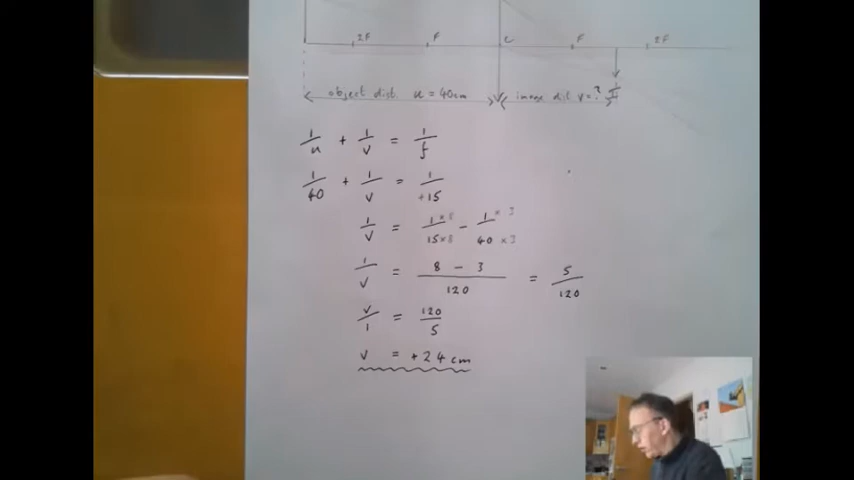 2F F C F 2F
object dist. u = 40cm image dist v = ?
1/u + 1/v = 1/f
1/40 + 1/v = 1/+15
1/v = 1×8/15×8 - 1×3/40×3
1/v = 8 - 3/120 = 5/120
v/1 = 120/5
v = +24 cm